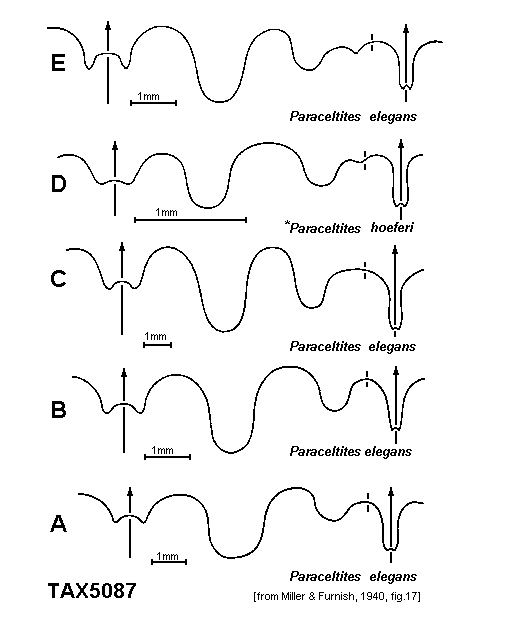 E
1mm
Paraceltites elegans
D
1mm
*Paraceltites hoeferi
C
1mm
Paraceltites elegans
B
1mm
Paraceltites elegans
A
1mm
Paraceltites elegans
TAX5087
[from Miller & Furnish, 1940, fig.17]